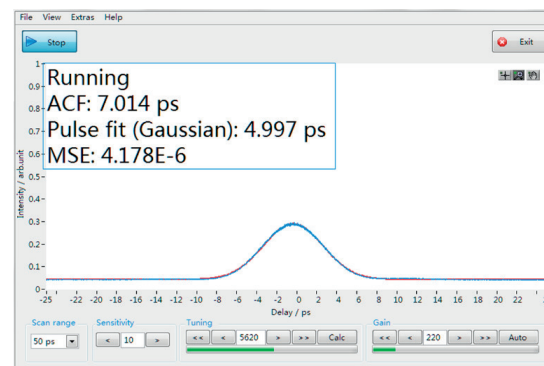 File View Extras Help
Stop
Exit
Running
ACF: 7.014 ps
Pulse fit (Gaussian): 4.997 ps
MSE: 4.178E-6
Intensity / arb.unit
1
0.9
0.8
0.7
0.6
0.5
0.4
0.3
0.2
0.1
0
-25 -22 -20 -18 -16 -14 -12 -10 -8 -6 -4 -2 0 2 4 6 8 10 12 14 16 18 20 22
Delay / ps
Scan range Sensitivity Tuning Gain
50 ps < 10 > << < 5620 > >> Calc << < 220 > >> Auto